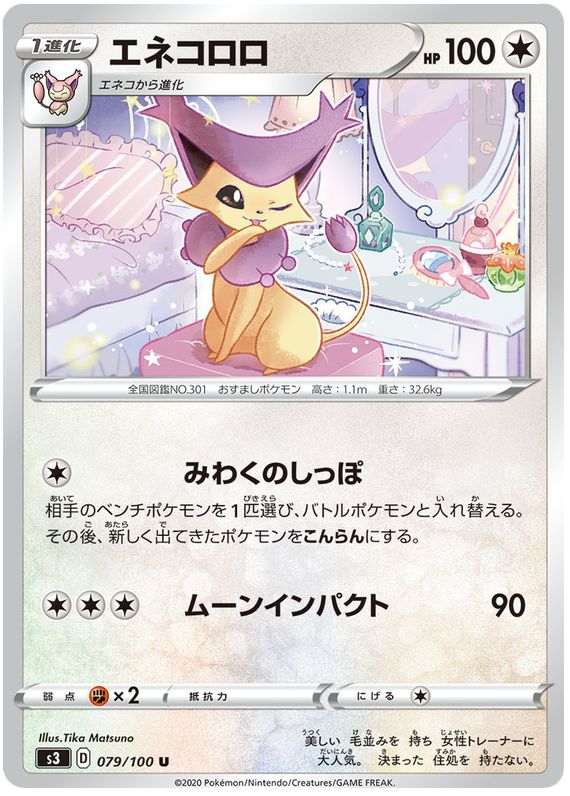 1進化
エネコロロ
HP 100
エネコから進化
全国図鑑NO.301 おすましポケモン 高さ：1.1m 重さ：32.6kg
みわくのしっぽ
相手のベンチポケモンを1匹選び、バトルポケモンと入れ替える。
その後、新しく出てきたポケモンをこんらんにする。
ムーンインパクト 90
弱点 ×2 抵抗力 にげる
Illus.Tika Matsuno
s3 D 079/100 U
美しい 毛並みを 持ち 女性トレーナーに
大人気。 決まった 住処を 持たない。
©2020 Pokémon/Nintendo/Creatures/GAME FREAK.